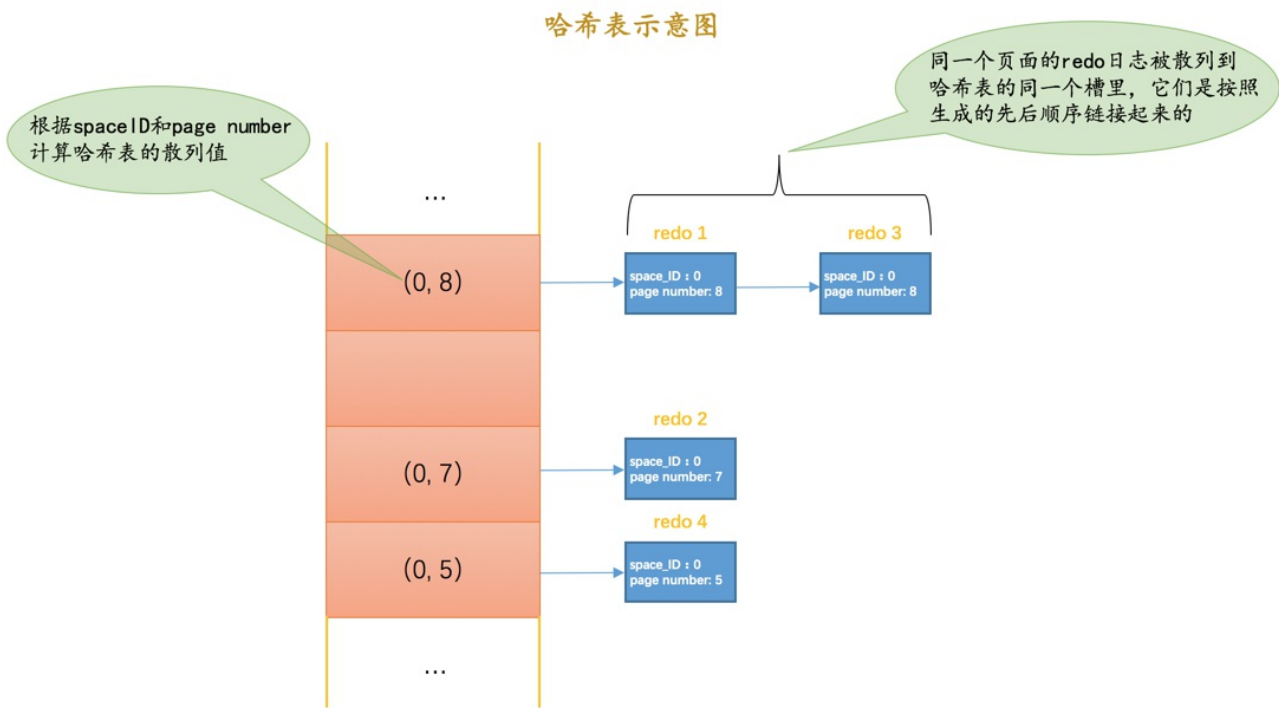 哈希表示意图
同一个页面的redo日志被散列到
哈希表的同一个槽里，它们是按照
生成的先后顺序链接起来的
根据spaceID和page number
计算哈希表的散列值
...
redo 1
redo 3
(0, 8)
space_ID：0
page number: 8
space_ID：0
page number: 8
redo 2
(0, 7)
space_ID：0
page number: 7
redo 4
(0, 5)
space_ID：0
page number: 5
...